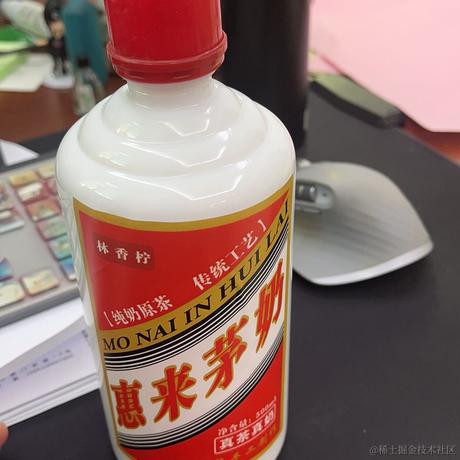 林香柠
【纯奶原茶 传统工艺】
MO NAI IN HUI LAI
惠来茅奶
净含量：500ml
真茶真奶
@稀土掘金技术社区